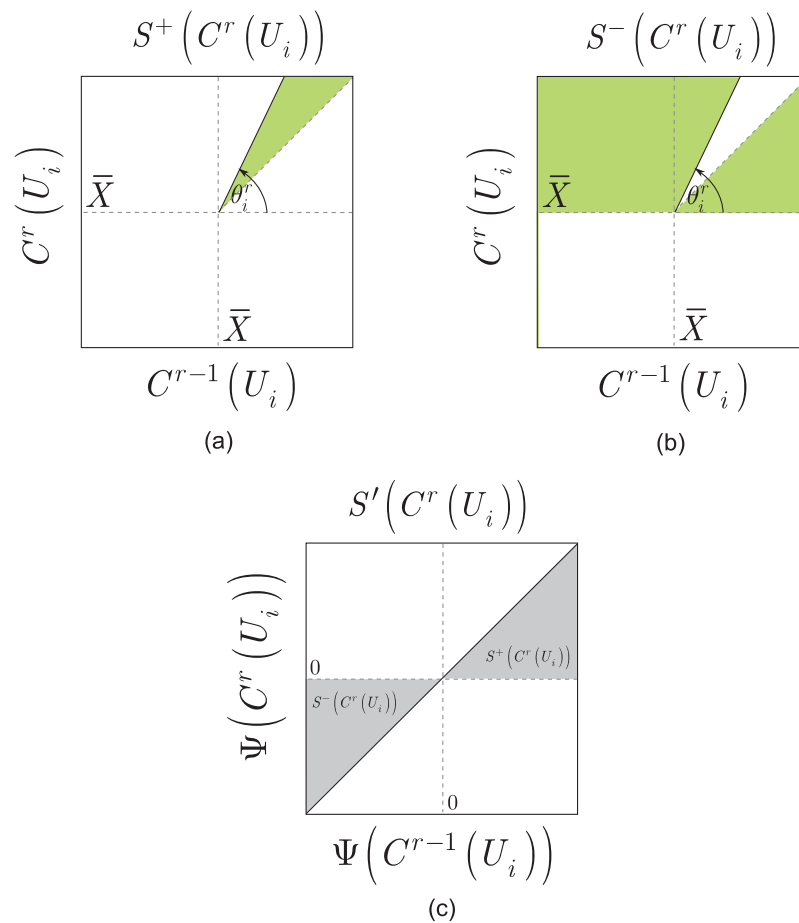 S⁺(Cʳ(Uᵢ))
Cʳ(Uᵢ)
X̅
θᵢʳ
X̅
Cʳ⁻¹(Uᵢ)
(a)
S⁻(Cʳ(Uᵢ))
Cʳ(Uᵢ)
X̅
θᵢʳ
X̅
Cʳ⁻¹(Uᵢ)
(b)
S′(Cʳ(Uᵢ))
Ψ(Cʳ(Uᵢ))
0
S⁺(Cʳ(Uᵢ))
S⁻(Cʳ(Uᵢ))
0
Ψ(Cʳ⁻¹(Uᵢ))
(c)